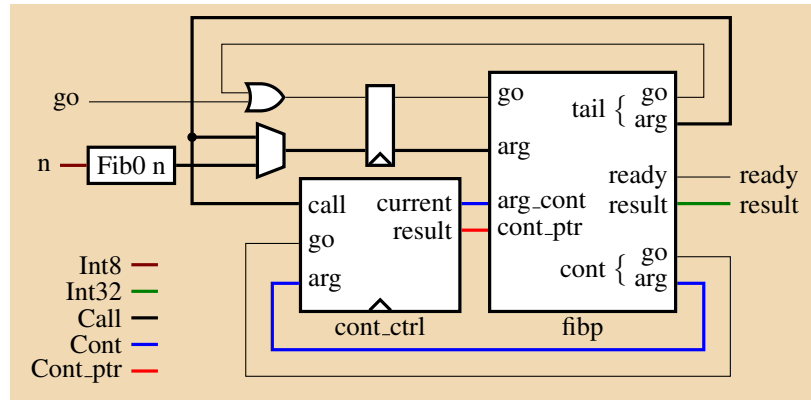 go
n
Fib0 n
call
go
arg
current
result
cont_ctrl
go
arg
arg_cont
cont_ptr
tail {
go
arg
ready
result
cont {
go
arg
fibp
ready
result
Int8
Int32
Call
Cont
Cont_ptr